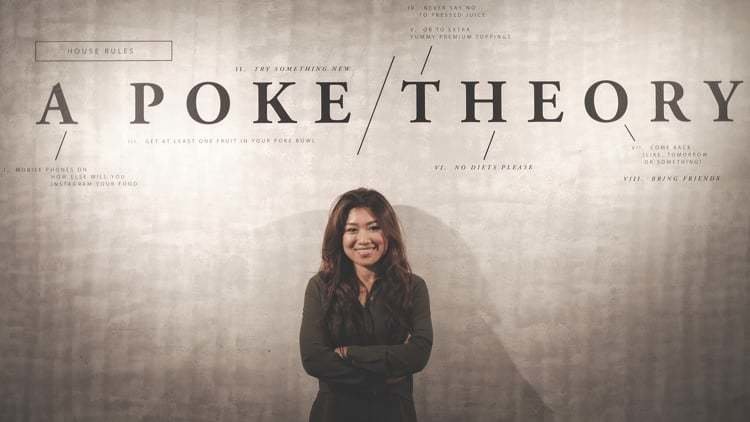 HOUSE RULES
A POKE / THEORY
I. MOBILE PHONES ON
HOW ELSE WILL YOU
INSTAGRAM YOUR FOOD
II. TRY SOMETHING NEW
III. GET AT LEAST ONE FRUIT IN YOUR POKE BOWL
IV. NEVER SAY NO
TO PRESSED JUICE
V. OR TO EXTRA
YUMMY PREMIUM TOPPINGS
VI. NO DIETS PLEASE
VII. COME BACK
(LIKE, TOMORROW
OR SOMETHING)
VIII. BRING FRIENDS